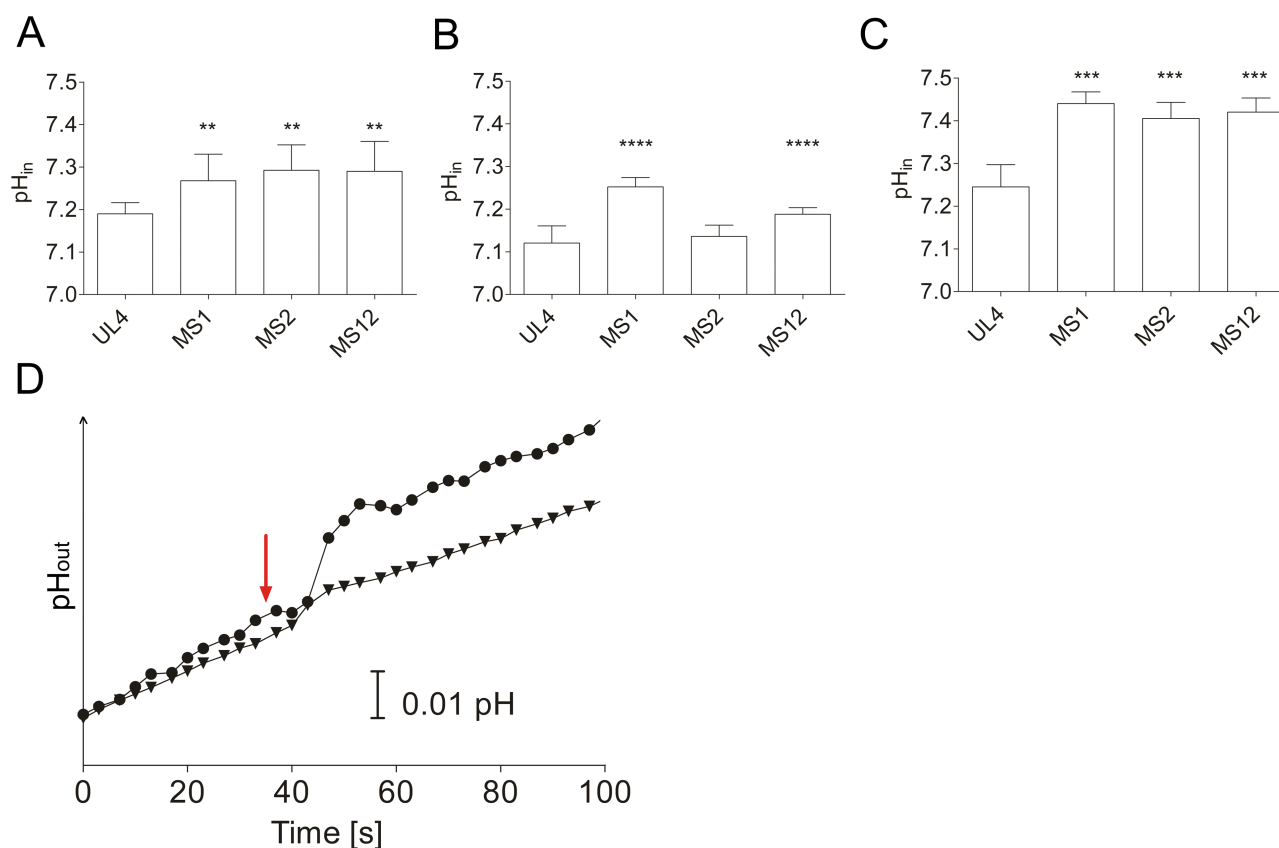 A
B
C
7.5
7.4
7.3
7.2
7.1
7.0
pHin
** ** **
UL4 MS1 MS2 MS12
7.5
7.4
7.3
7.2
7.1
7.0
pHin
**** ****
UL4 MS1 MS2 MS12
7.5
7.4
7.3
7.2
7.1
7.0
pHin
*** *** ***
UL4 MS1 MS2 MS12
D
pHout
0.01 pH
0 20 40 60 80 100
Time [s]